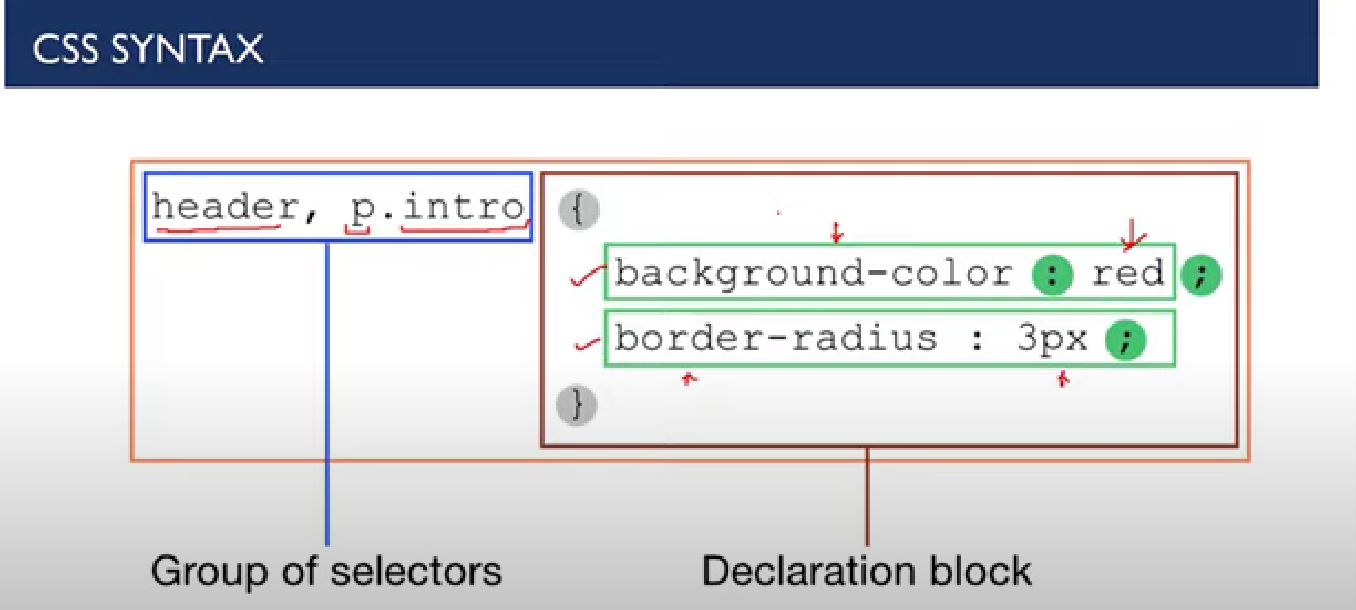 CSS SYNTAX
header, p.intro {
background-color : red ;
border-radius : 3px ;
}
Group of selectors
Declaration block